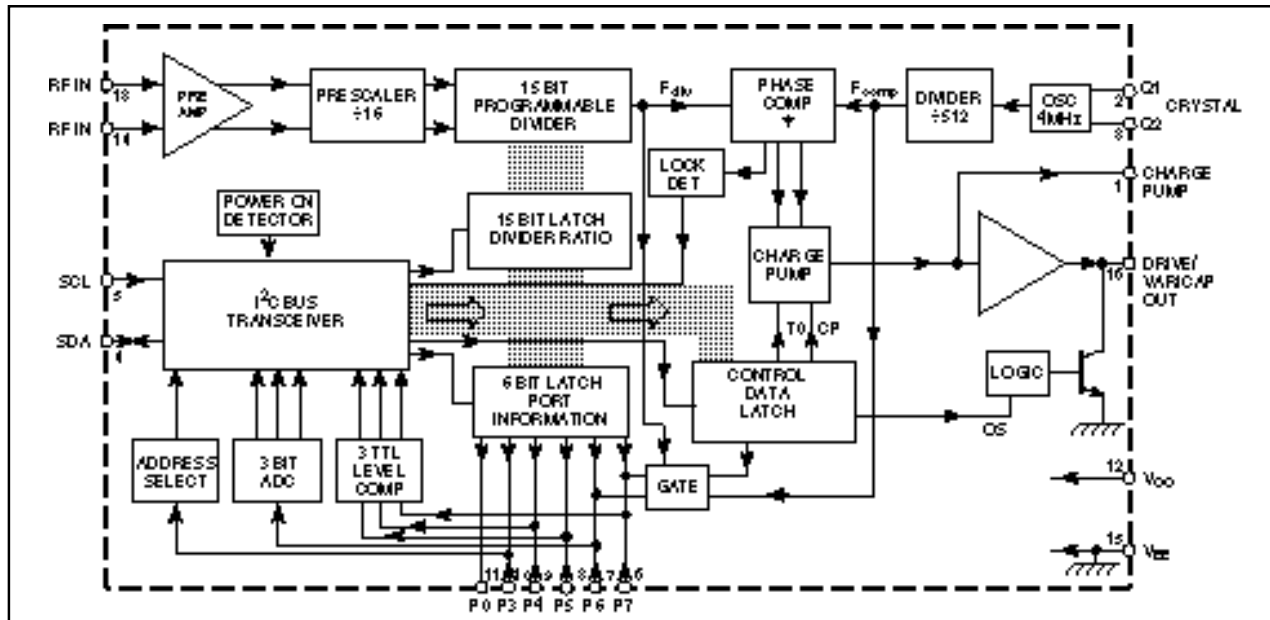 RF IN
13
RF IN
14
PRE
AMP
PRESCALER
÷16
15 BIT
PROGRAMMABLE
DIVIDER
Fdiv
PHASE
COMP
Fcomp
DIVIDER
÷512
OSC
4MHz
Q1
2
CRYSTAL
Q2
3
LOCK
DET
CHARGE
PUMP
1
POWER ON
DETECTOR
15 BIT LATCH
DIVIDER RATIO
CHARGE
PUMP
DRIVE/
VARICAP
OUT
16
SCL
5
I²C BUS
TRANSCEIVER
SDA
4
T0 CP
6 BIT LATCH
PORT
INFORMATION
CONTROL
DATA
LATCH
LOGIC
OS
ADDRESS
SELECT
3 BIT
ADC
3 TTL
LEVEL
COMP
GATE
12
VDD
15
VEE
11 10 9 8 7 6
P0 P3 P4 P5 P6 P7